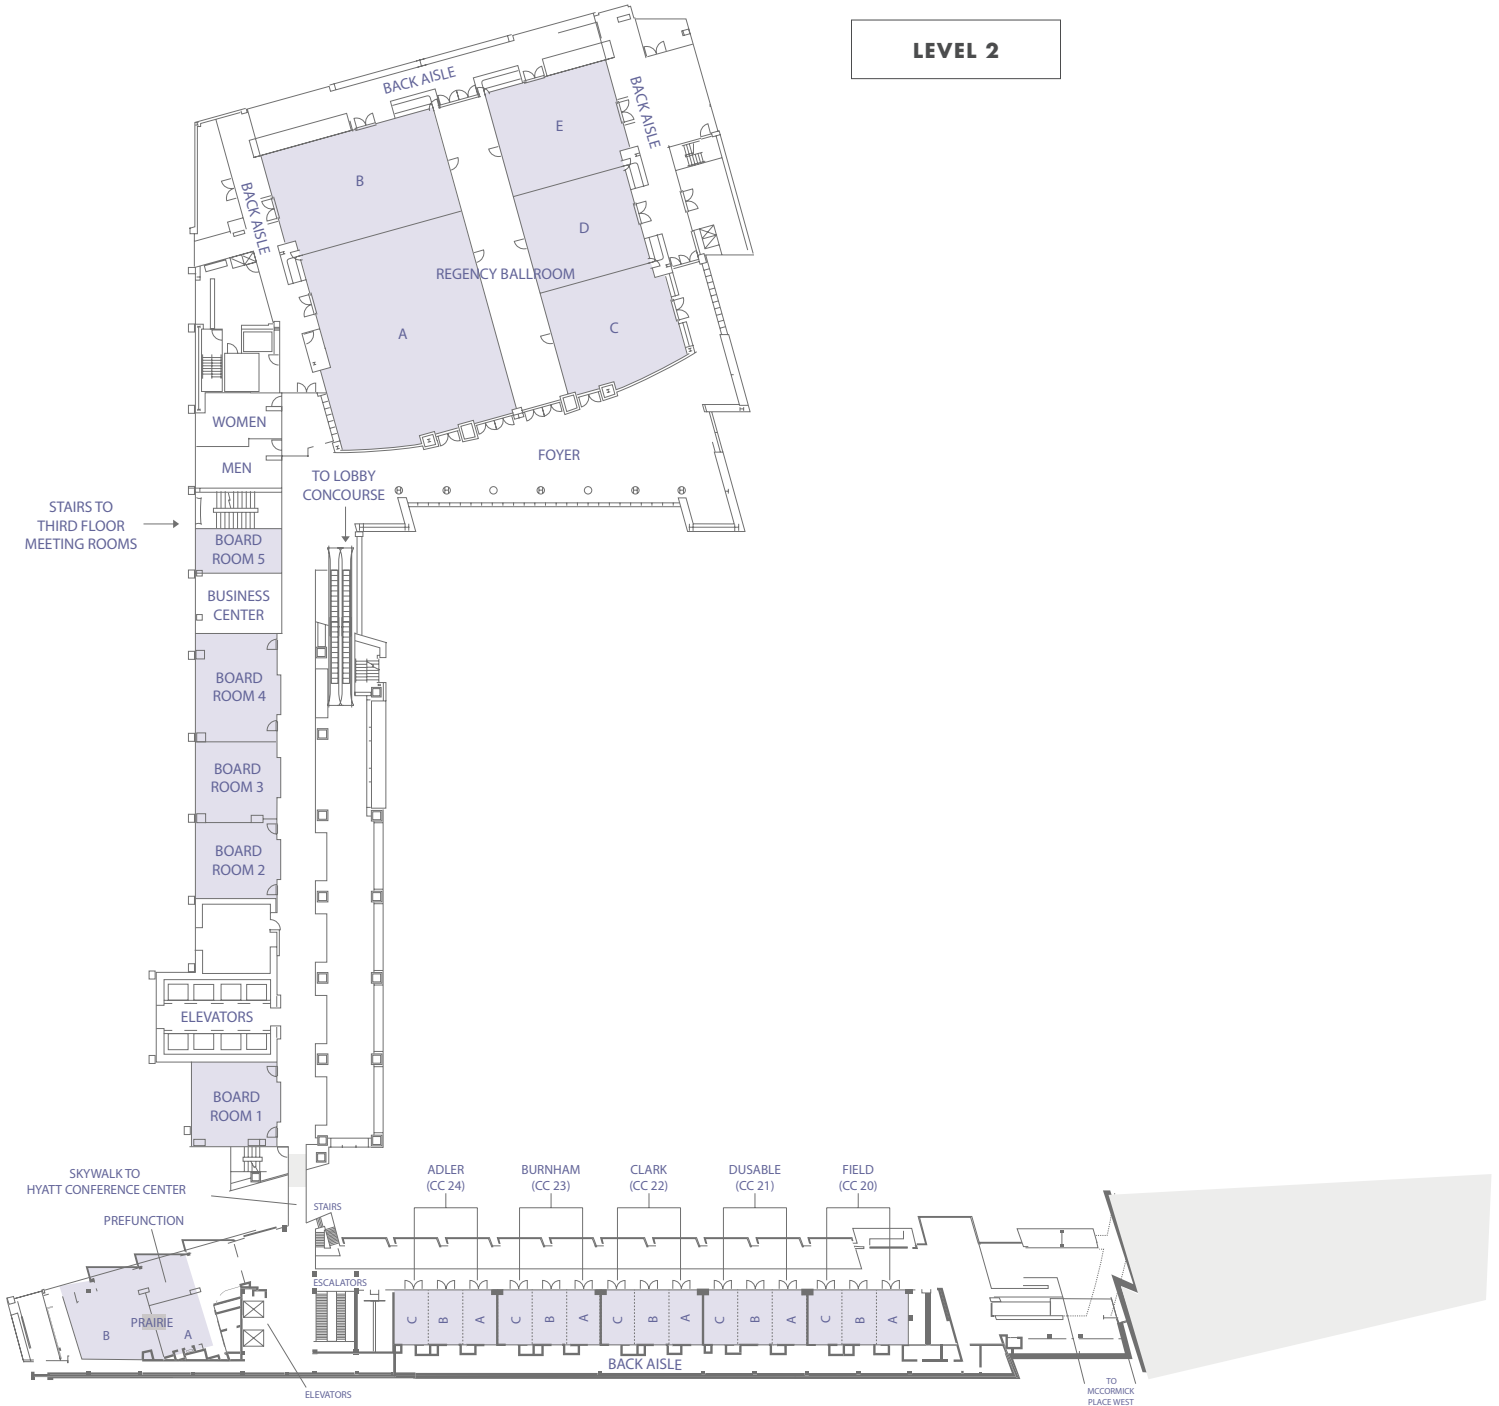 LEVEL 2
BACK AISLE
BACK AISLE
E
B
BACK AISLE
D
REGENCY BALLROOM
C
A
WOMEN
FOYER
MEN
TO LOBBY
CONCOURSE
STAIRS TO
THIRD FLOOR
MEETING ROOMS
BOARD
ROOM 5
BUSINESS
CENTER
BOARD
ROOM 4
BOARD
ROOM 3
BOARD
ROOM 2
ELEVATORS
BOARD
ROOM 1
SKYWALK TO
HYATT CONFERENCE CENTER
PREFUNCTION
STAIRS
ADLER
(CC 24)
BURNHAM
(CC 23)
CLARK
(CC 22)
DUSABLE
(CC 21)
FIELD
(CC 20)
ESCALATORS
C B A C B A C B A C B A C B A
PRAIRIE
B A
BACK AISLE
ELEVATORS
TO
MCCORMICK
PLACE WEST